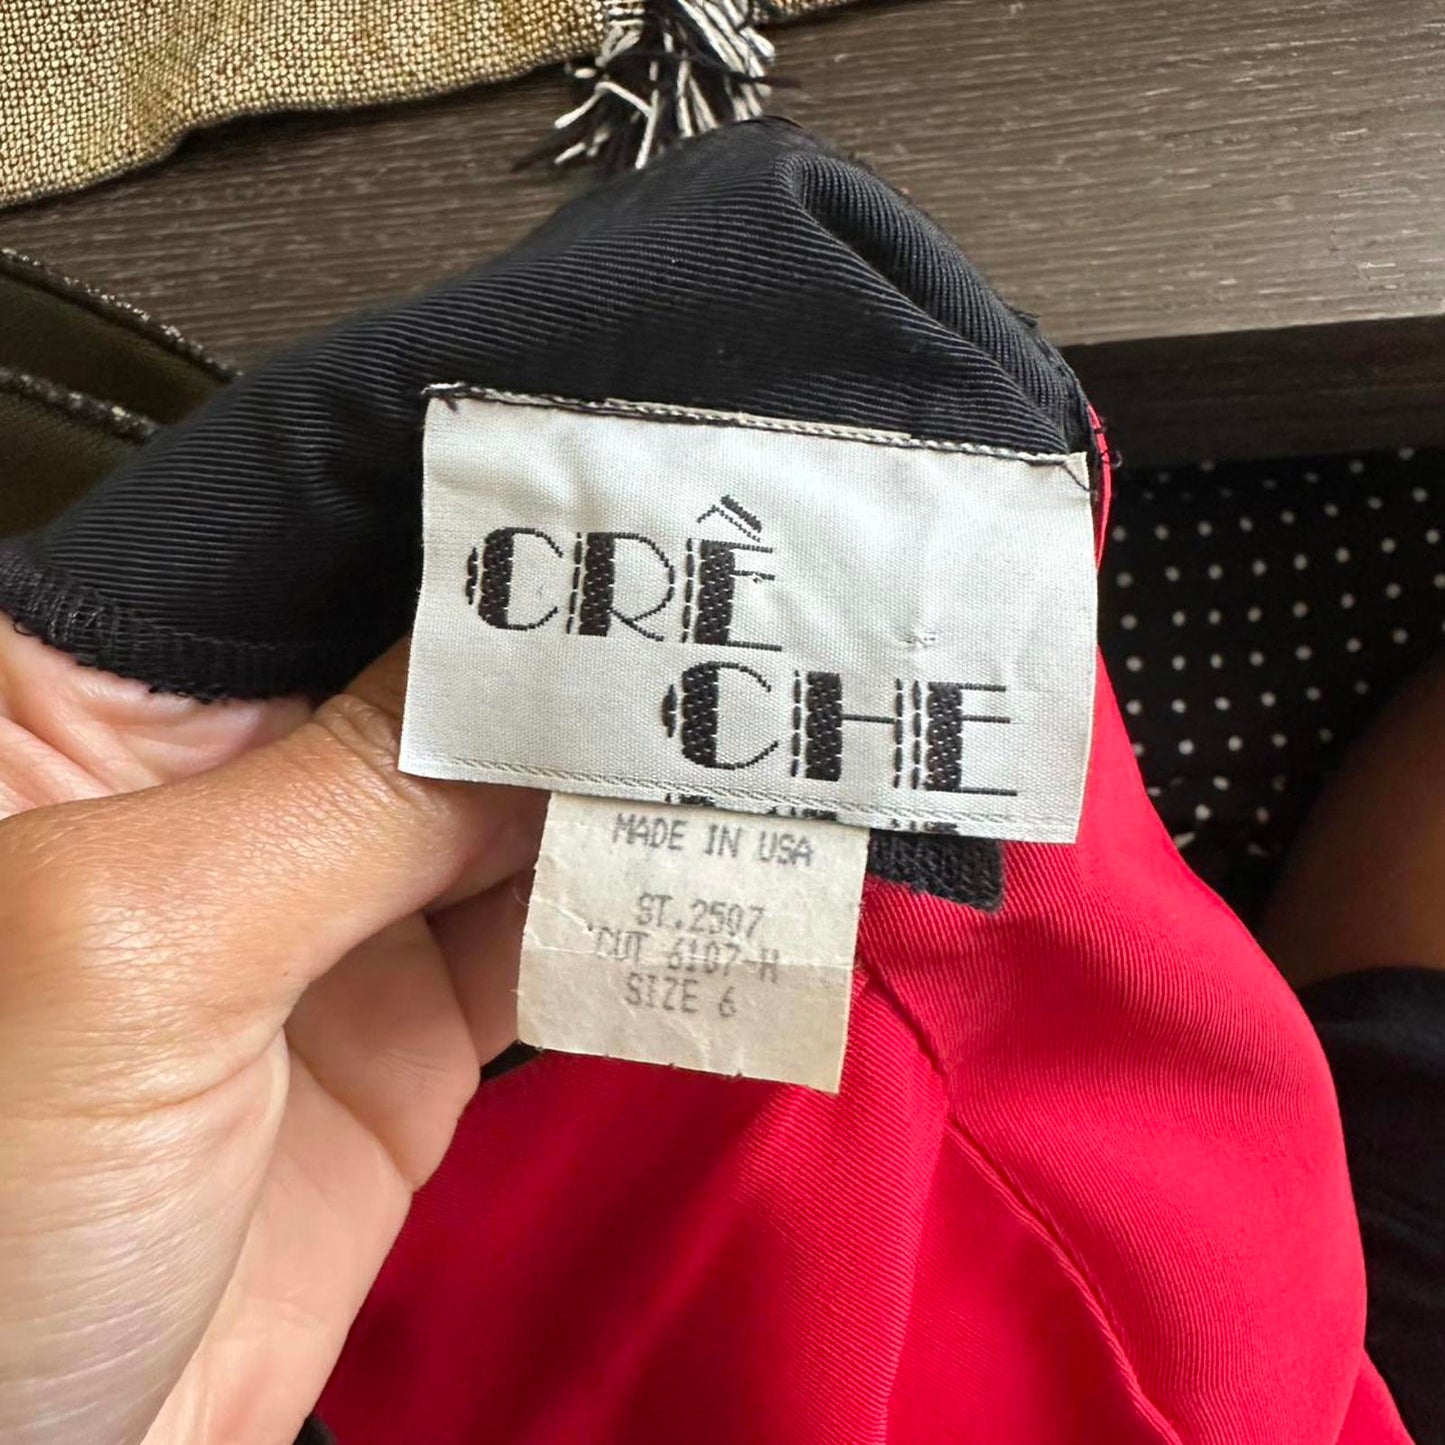 CRÊ
CHE
MADE IN USA
ST.2507
CUT 6107-H
SIZE 6